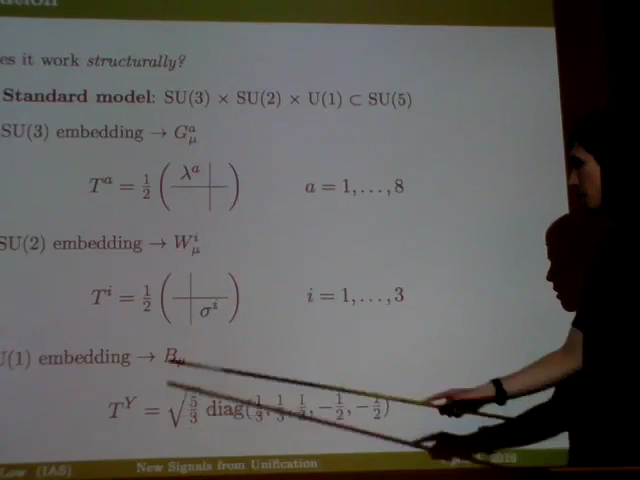 es it work structurally?
Standard model: SU(3) × SU(2) × U(1) ⊂ SU(5)
SU(3) embedding → G^a_μ
T^a = 1/2 ( λ^a ) a = 1, . . . , 8
SU(2) embedding → W^i_μ
T^i = 1/2 ( σ^i ) i = 1, . . . , 3
U(1) embedding → B_μ
T^Y = √5/3 diag(1/3, 1/3, 1/3, −1/2, −1/2)
Law (IAS) New Signals from Unification